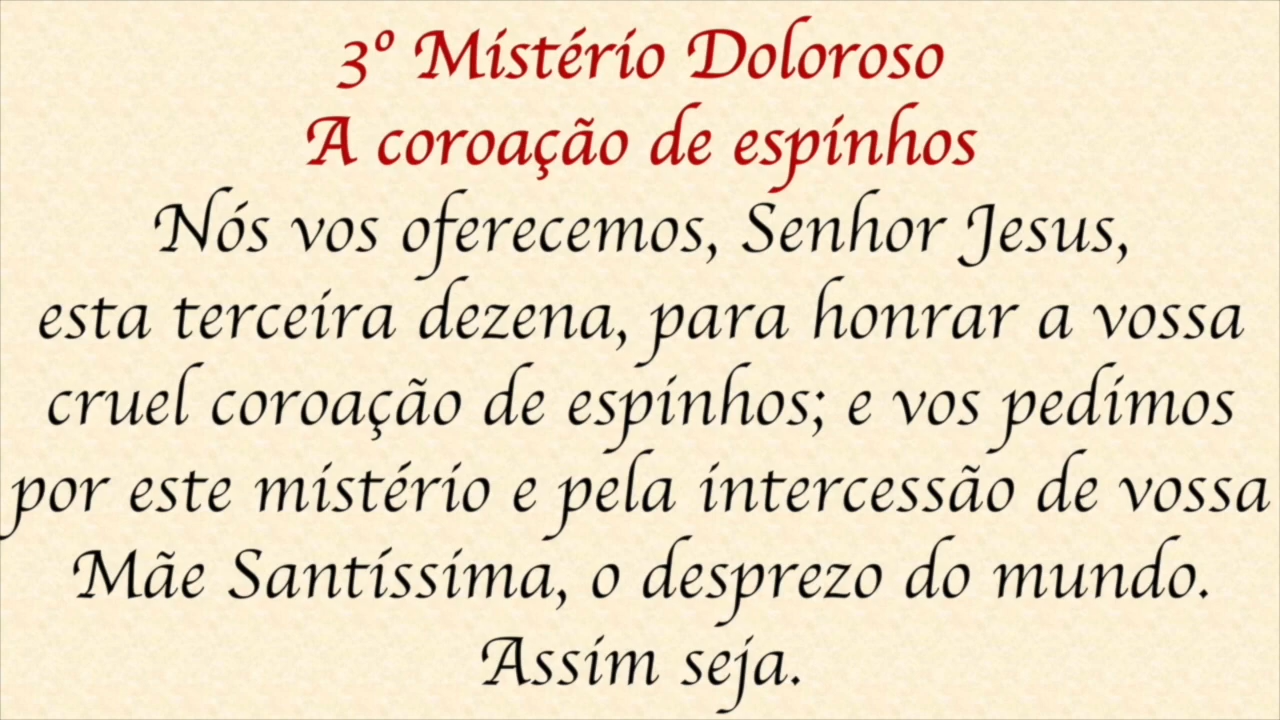 3º Mistério Doloroso
A coroação de espinhos
Nós vos oferecemos, Senhor Jesus,
esta terceira dezena, para honrar a vossa
cruel coroação de espinhos; e vos pedimos
por este mistério e pela intercessão de vossa
Mãe Santíssima, o desprezo do mundo.
Assim seja.